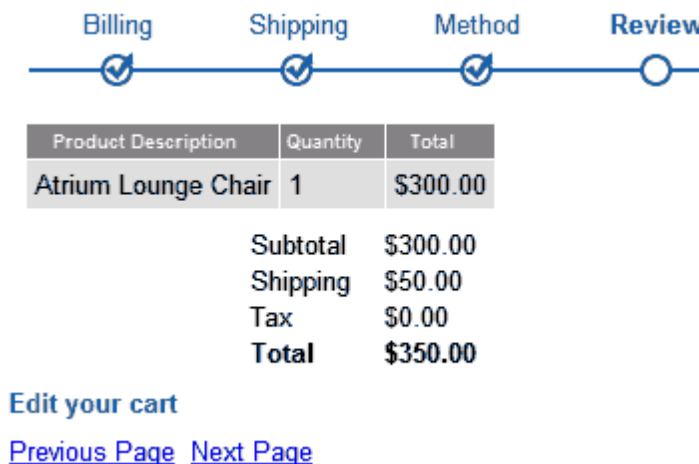 Billing Shipping Method Review
Product Description Quantity Total
Atrium Lounge Chair 1 $300.00
Subtotal $300.00
Shipping $50.00
Tax $0.00
Total $350.00
Edit your cart
Previous Page Next Page